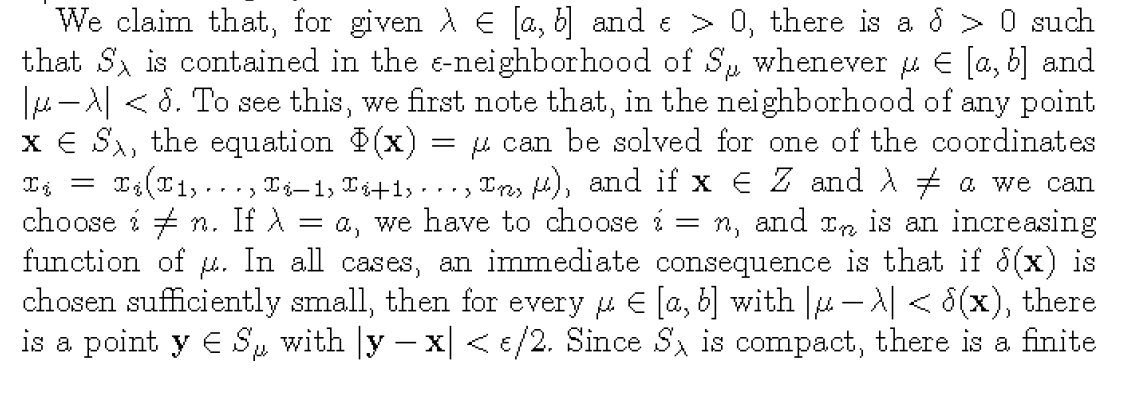 We claim that, for given λ ∈ [a, b] and ϵ > 0, there is a δ > 0 such
that S_λ is contained in the ϵ-neighborhood of S_μ whenever μ ∈ [a, b] and
|μ − λ| < δ. To see this, we first note that, in the neighborhood of any point
𝐱 ∈ S_λ, the equation Φ(𝐱) = μ can be solved for one of the coordinates
x_i = x_i(x_1, . . . , x_{i−1}, x_{i+1}, . . . , x_n, μ), and if 𝐱 ∈ Z and λ ≠ a we can
choose i ≠ n. If λ = a, we have to choose i = n, and x_n is an increasing
function of μ. In all cases, an immediate consequence is that if δ(𝐱) is
chosen sufficiently small, then for every μ ∈ [a, b] with |μ − λ| < δ(𝐱), there
is a point 𝐲 ∈ S_μ with |𝐲 − 𝐱| < ϵ/2. Since S_λ is compact, there is a finite